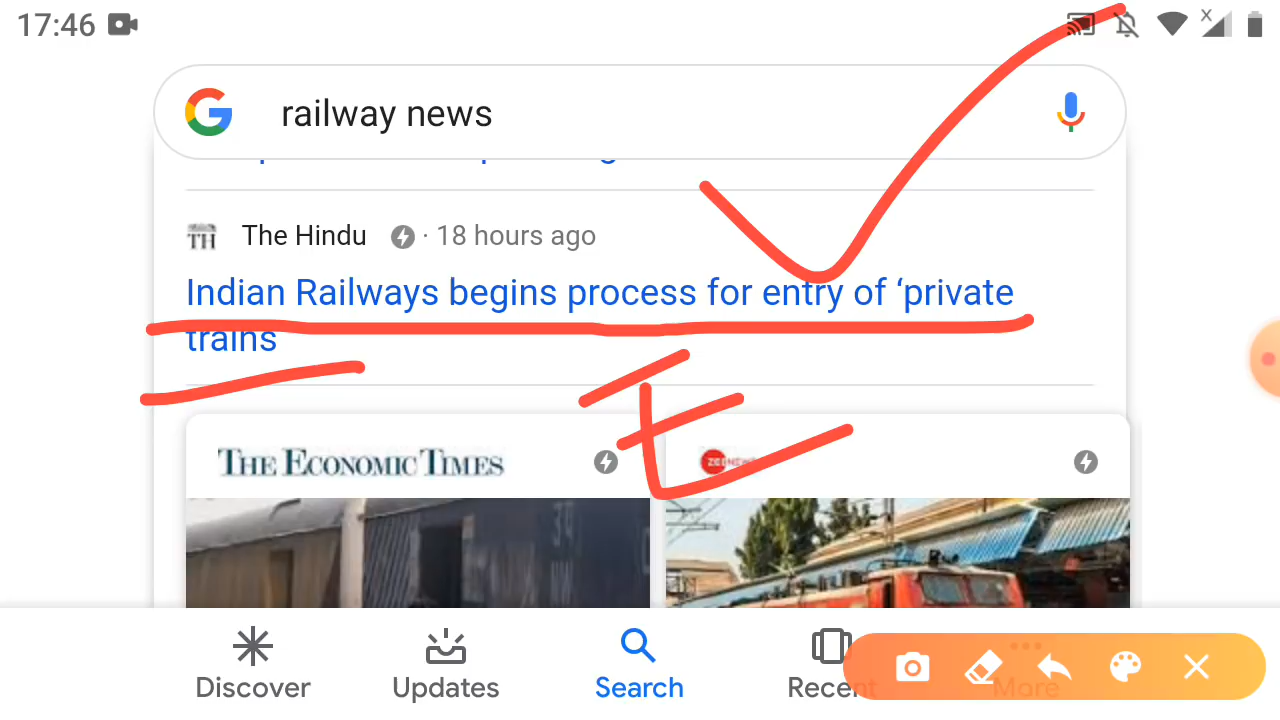 17:46
railway news
The Hindu · 18 hours ago
Indian Railways begins process for entry of ‘private
trains
THE ECONOMIC TIMES
Discover
Updates
Search
Recent
More